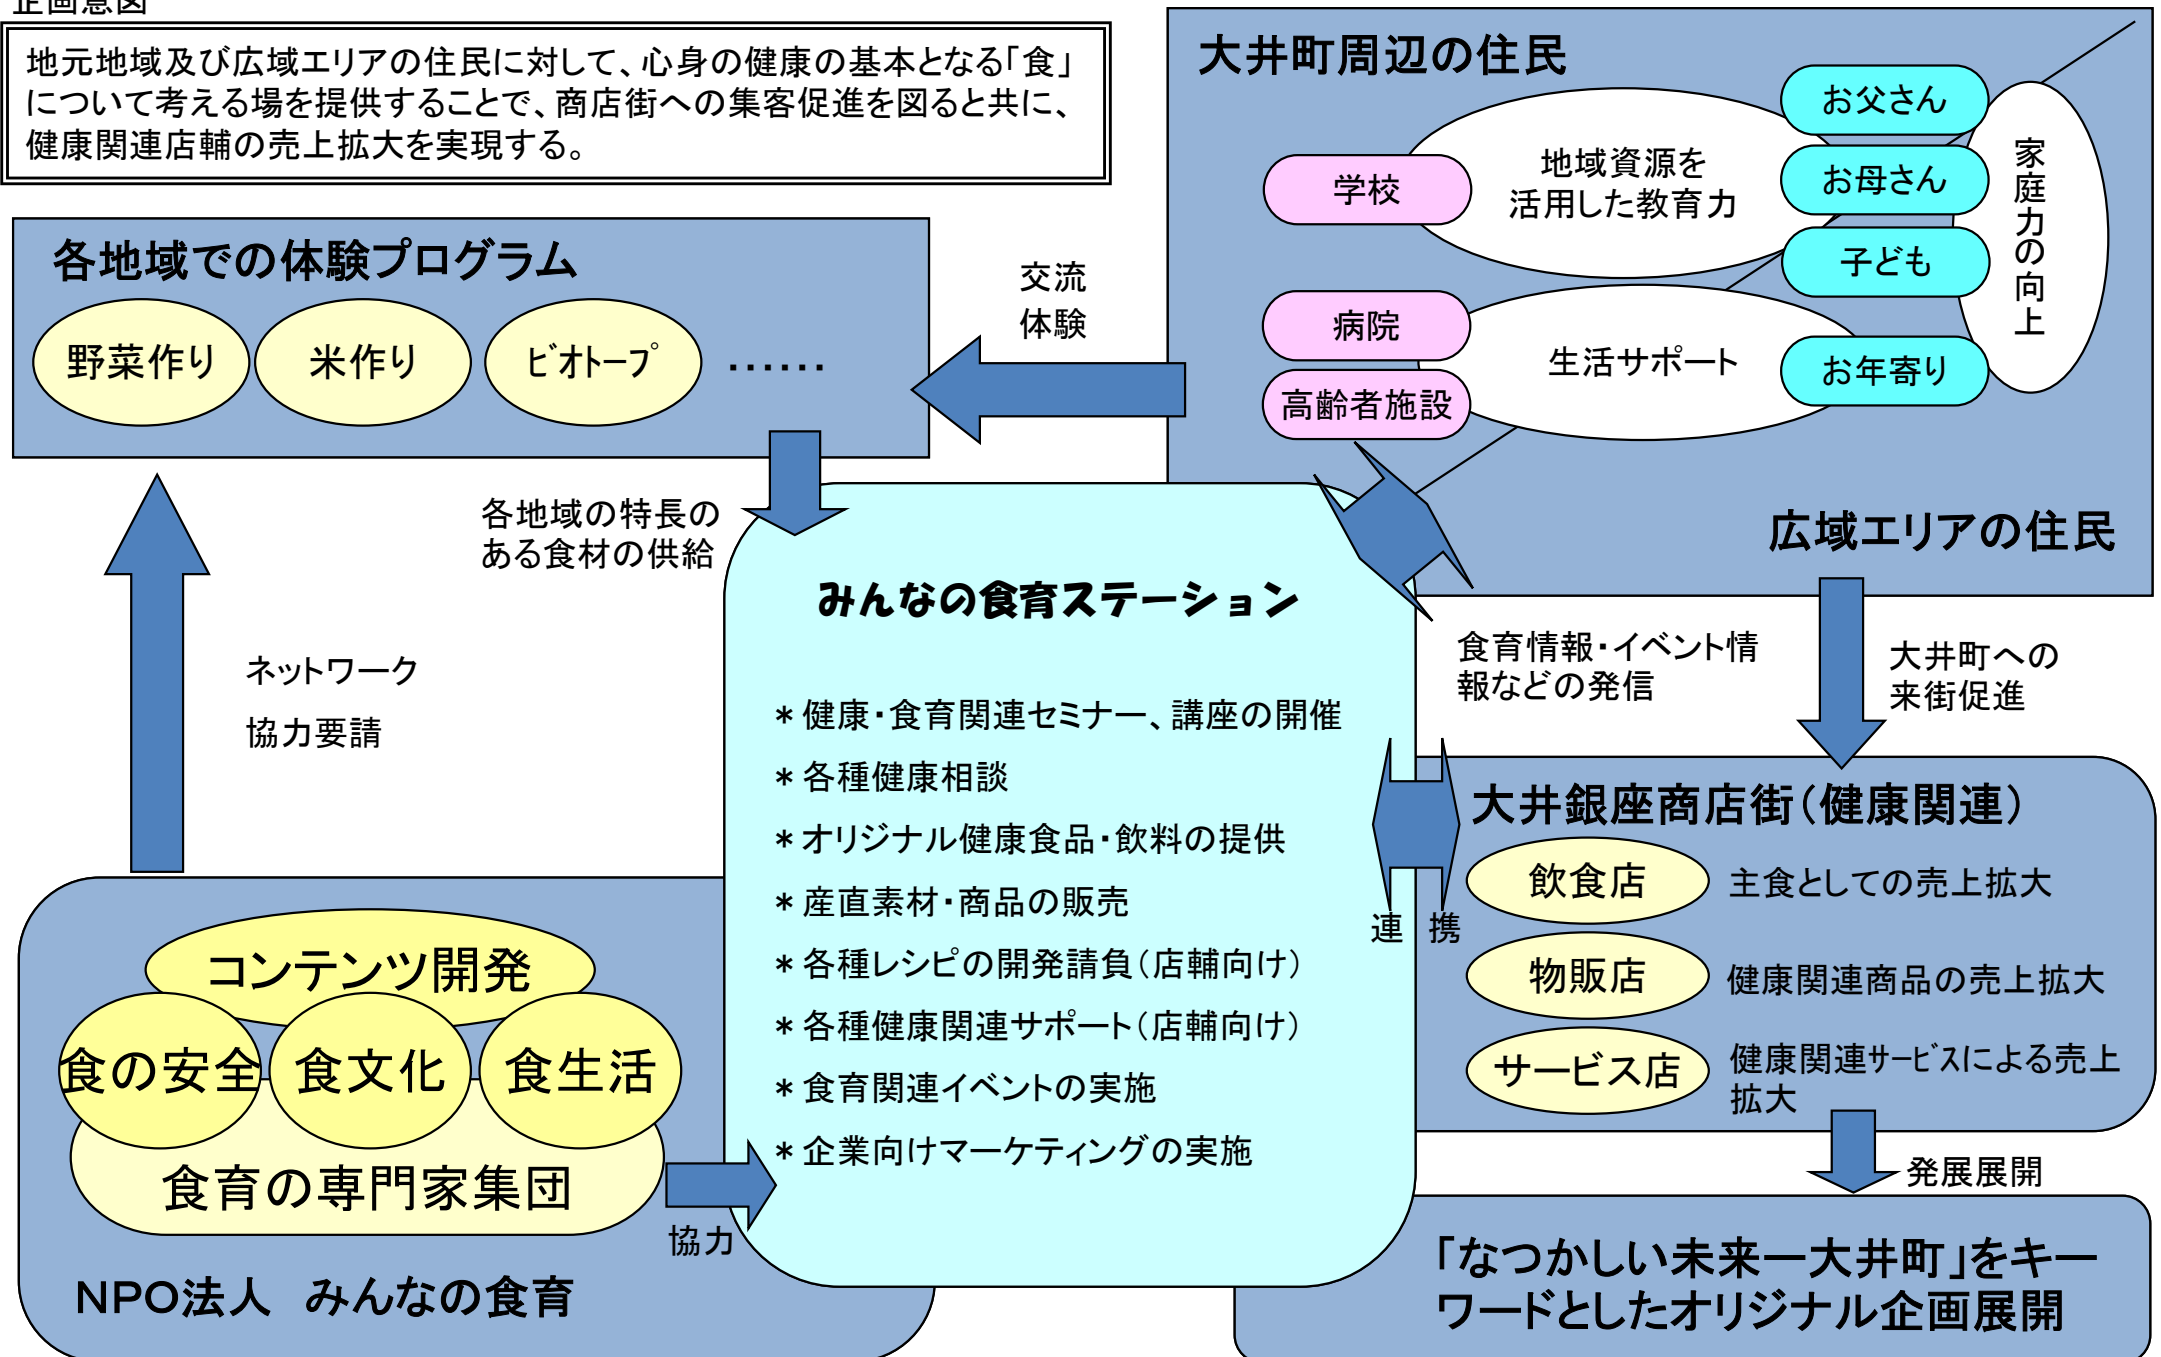 企画意図
地元地域及び広域エリアの住民に対して、心身の健康の基本となる「食」
について考える場を提供することで、商店街への集客促進を図ると共に、
健康関連店輔の売上拡大を実現する。
大井町周辺の住民
お父さん
お母さん
子ども
お年寄り
家庭力の向上
学校
地域資源を
活用した教育力
病院
高齢者施設
生活サポート
広域エリアの住民
各地域での体験プログラム
野菜作り
米作り
ビオトープ
‥‥‥
交流
体験
各地域の特長の
ある食材の供給
ネットワーク
協力要請
みんなの食育ステーション
* 健康・食育関連セミナー、講座の開催
* 各種健康相談
* オリジナル健康食品・飲料の提供
* 産直素材・商品の販売
* 各種レシピの開発請負（店輔向け）
* 各種健康関連サポート（店輔向け）
* 食育関連イベントの実施
* 企業向けマーケティングの実施
食育情報・イベント情
報などの発信
大井町への
来街促進
連 携
大井銀座商店街（健康関連）
飲食店
主食としての売上拡大
物販店
健康関連商品の売上拡大
サービス店
健康関連サービスによる売上
拡大
発展展開
「なつかしい未来ー大井町」をキー
ワードとしたオリジナル企画展開
コンテンツ開発
食の安全
食文化
食生活
食育の専門家集団
協力
NPO法人　みんなの食育